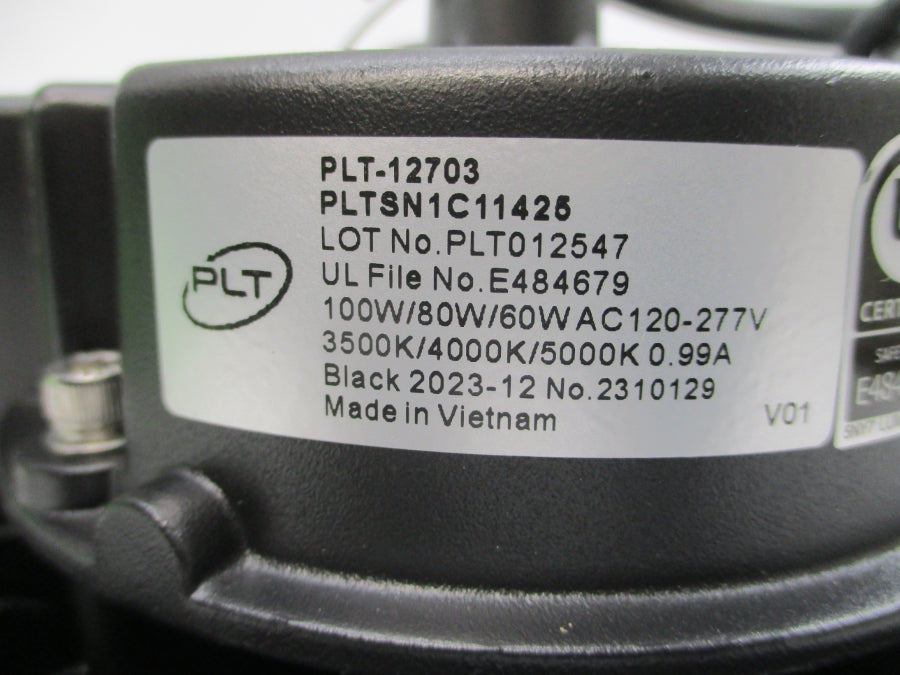 PLT
PLT-12703
PLTSN1C11425
LOT No.PLT012547
UL File No.E484679
100W/80W/60W AC120-277V
3500K/4000K/5000K 0.99A
Black 2023-12 No.2310129
Made in Vietnam
V01